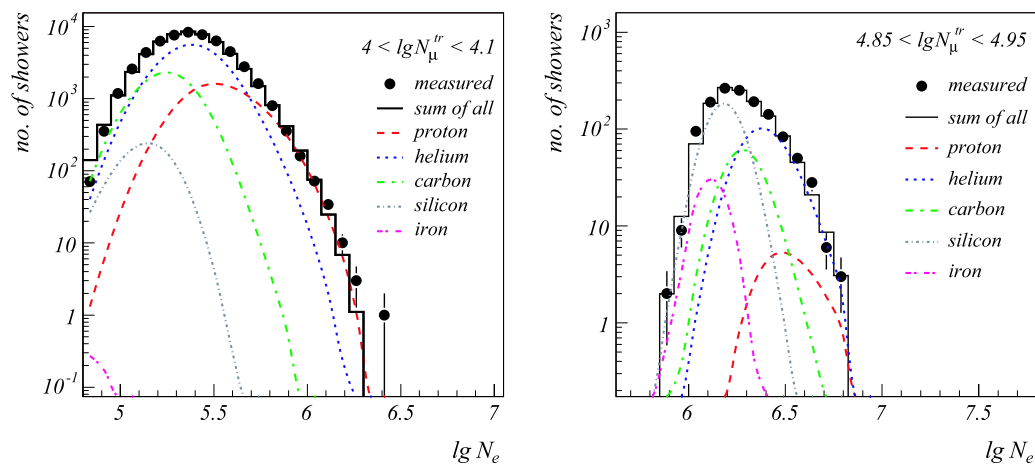 no. of showers
10^4
10^3
10^2
10
1
10^-1
4 < lgN_μ^tr < 4.1
measured
sum of all
proton
helium
carbon
silicon
iron
5
5.5
6
6.5
7
lg N_e
no. of showers
10^3
10^2
10
1
4.85 < lgN_μ^tr < 4.95
measured
sum of all
proton
helium
carbon
silicon
iron
6
6.5
7
7.5
lg N_e